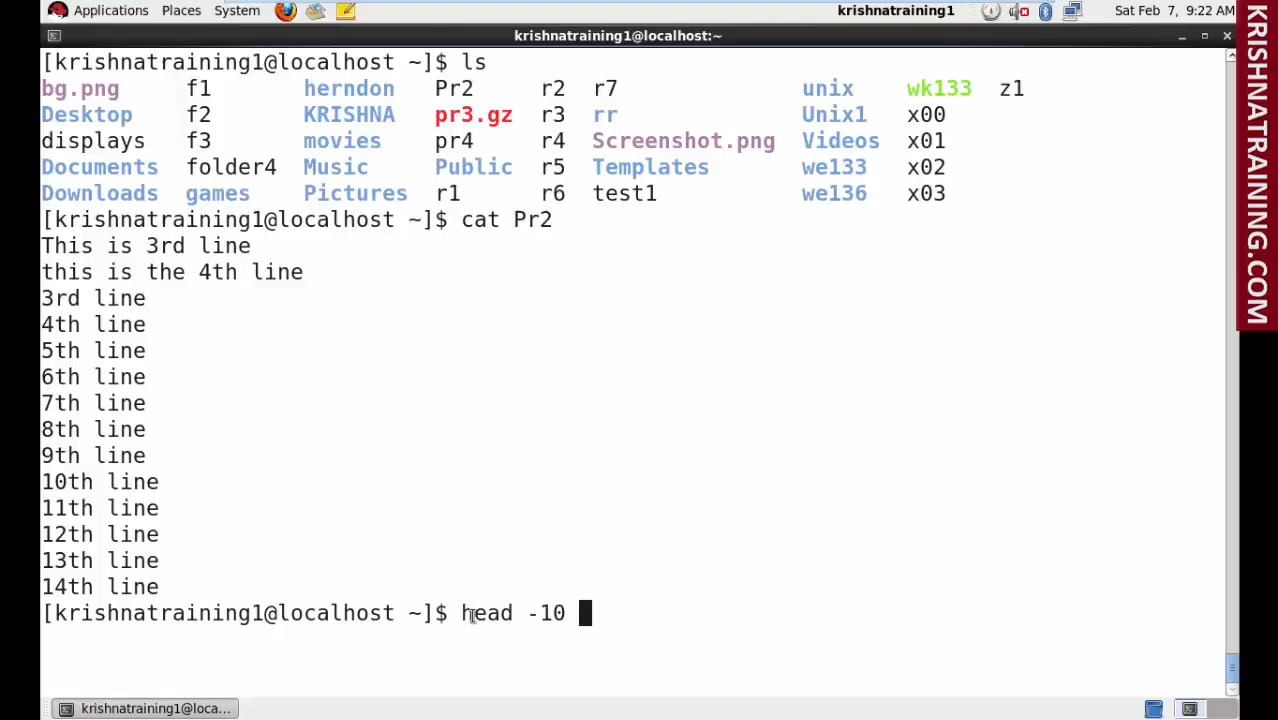 Applications Places System krishnatraining1 Sat Feb 7, 9:22 AM
krishnatraining1@localhost:~
[krishnatraining1@localhost ~]$ ls
bg.png f1 herndon Pr2 r2 r7 unix wk133 z1
Desktop f2 KRISHNA pr3.gz r3 rr Unix1 x00
displays f3 movies pr4 r4 Screenshot.png Videos x01
Documents folder4 Music Public r5 Templates we133 x02
Downloads games Pictures r1 r6 test1 we136 x03
[krishnatraining1@localhost ~]$ cat Pr2
This is 3rd line
this is the 4th line
3rd line
4th line
5th line
6th line
7th line
8th line
9th line
10th line
11th line
12th line
13th line
14th line
[krishnatraining1@localhost ~]$ head -10
krishnatraining1@loca...
KRISHNATRAINING.COM